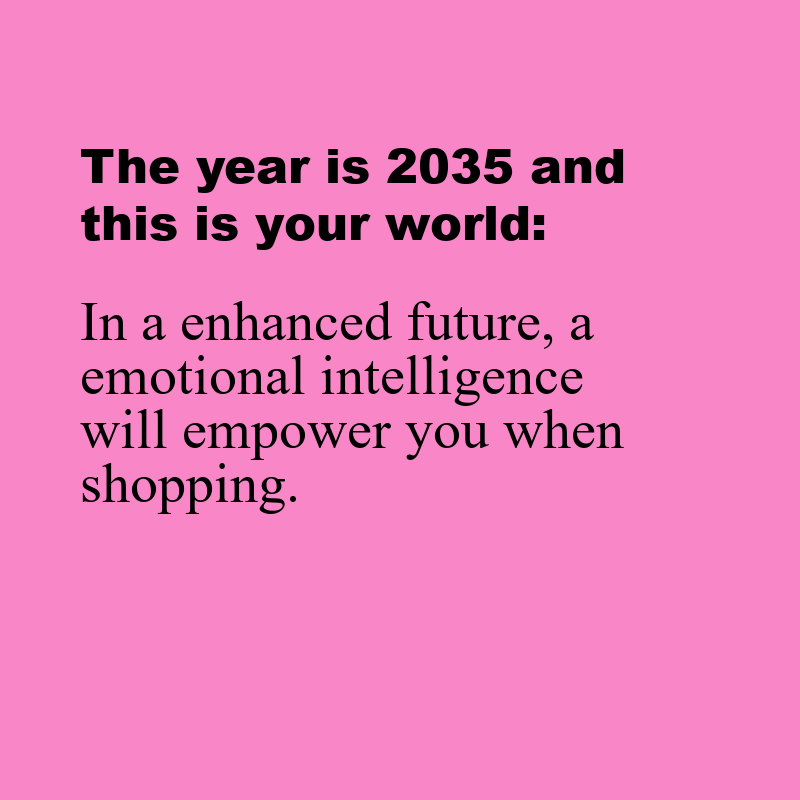 The year is 2035 and
this is your world:
In a enhanced future, a
emotional intelligence
will empower you when
shopping.